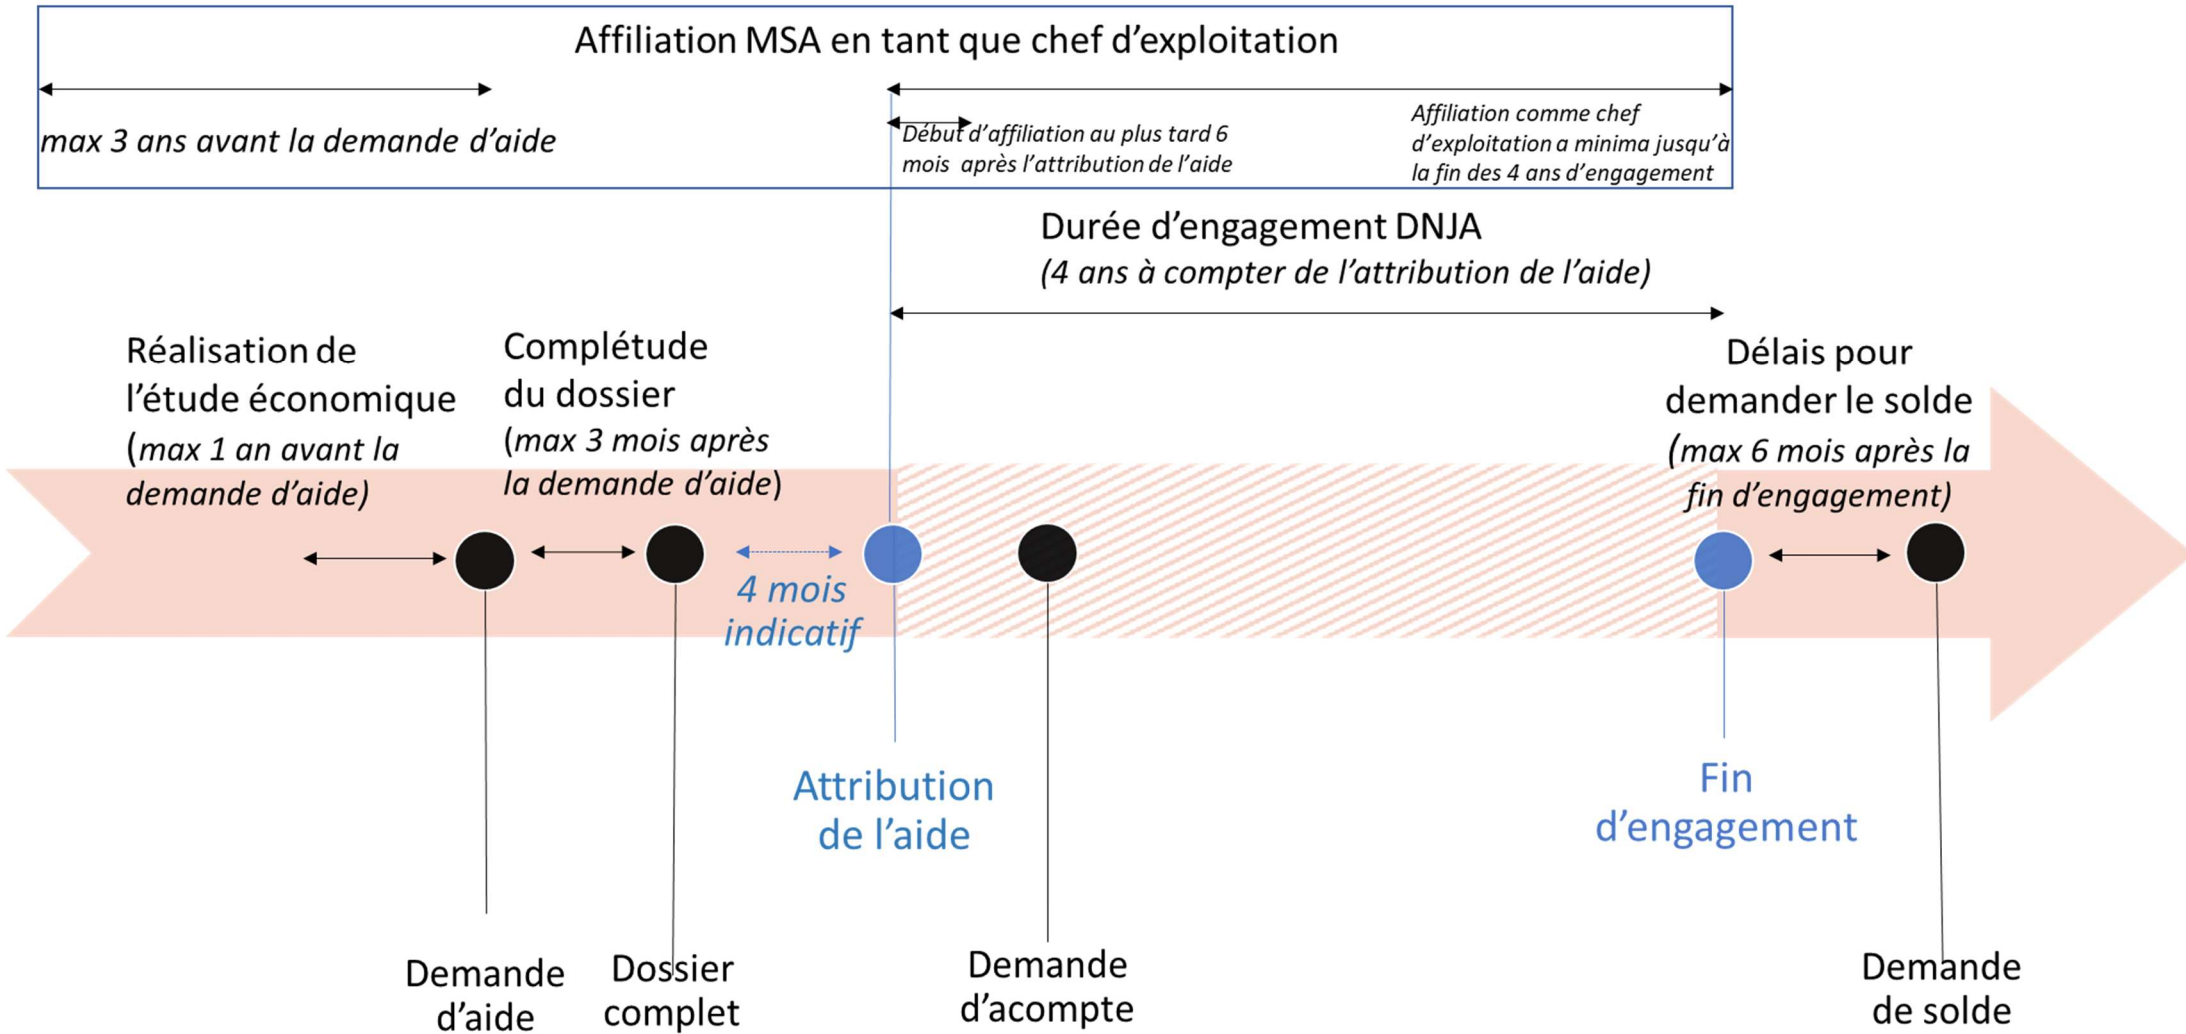 Affiliation MSA en tant que chef d’exploitation
max 3 ans avant la demande d’aide
Début d’affiliation au plus tard 6
mois après l’attribution de l’aide
Affiliation comme chef
d’exploitation a minima jusqu’à
la fin des 4 ans d’engagement
Durée d’engagement DNJA
(4 ans à compter de l’attribution de l’aide)
Réalisation de
l’étude économique
(max 1 an avant la
demande d’aide)
Complétude
du dossier
(max 3 mois après
la demande d’aide)
Délais pour
demander le solde
(max 6 mois après la
fin d’engagement)
4 mois
indicatif
Attribution
de l’aide
Fin
d’engagement
Demande
d’aide
Dossier
complet
Demande
d’acompte
Demande
de solde